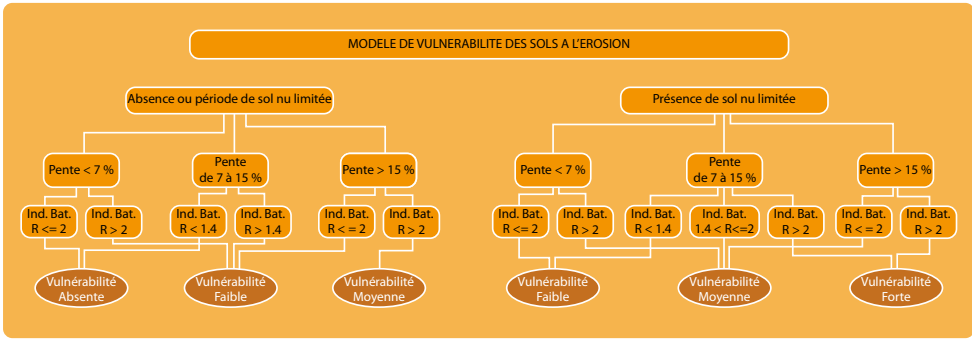 MODELE DE VULNERABILITE DES SOLS A L'EROSION
Absence ou période de sol nu limitée
Présence de sol nu limitée
Pente < 7 %
Pente
de 7 à 15 %
Pente > 15 %
Pente < 7 %
Pente
de 7 à 15 %
Pente > 15 %
Ind. Bat.
R <= 2
Ind. Bat.
R > 2
Ind. Bat.
R < 1.4
Ind. Bat.
R > 1.4
Ind. Bat.
R < = 2
Ind. Bat.
R > 2
Ind. Bat.
R <= 2
Ind. Bat.
R > 2
Ind. Bat.
R < 1.4
Ind. Bat.
1.4 < R<=2
Ind. Bat.
R > 2
Ind. Bat.
R < = 2
Ind. Bat.
R > 2
Vulnérabilité
Absente
Vulnérabilité
Faible
Vulnérabilité
Moyenne
Vulnérabilité
Faible
Vulnérabilité
Moyenne
Vulnérabilité
Forte